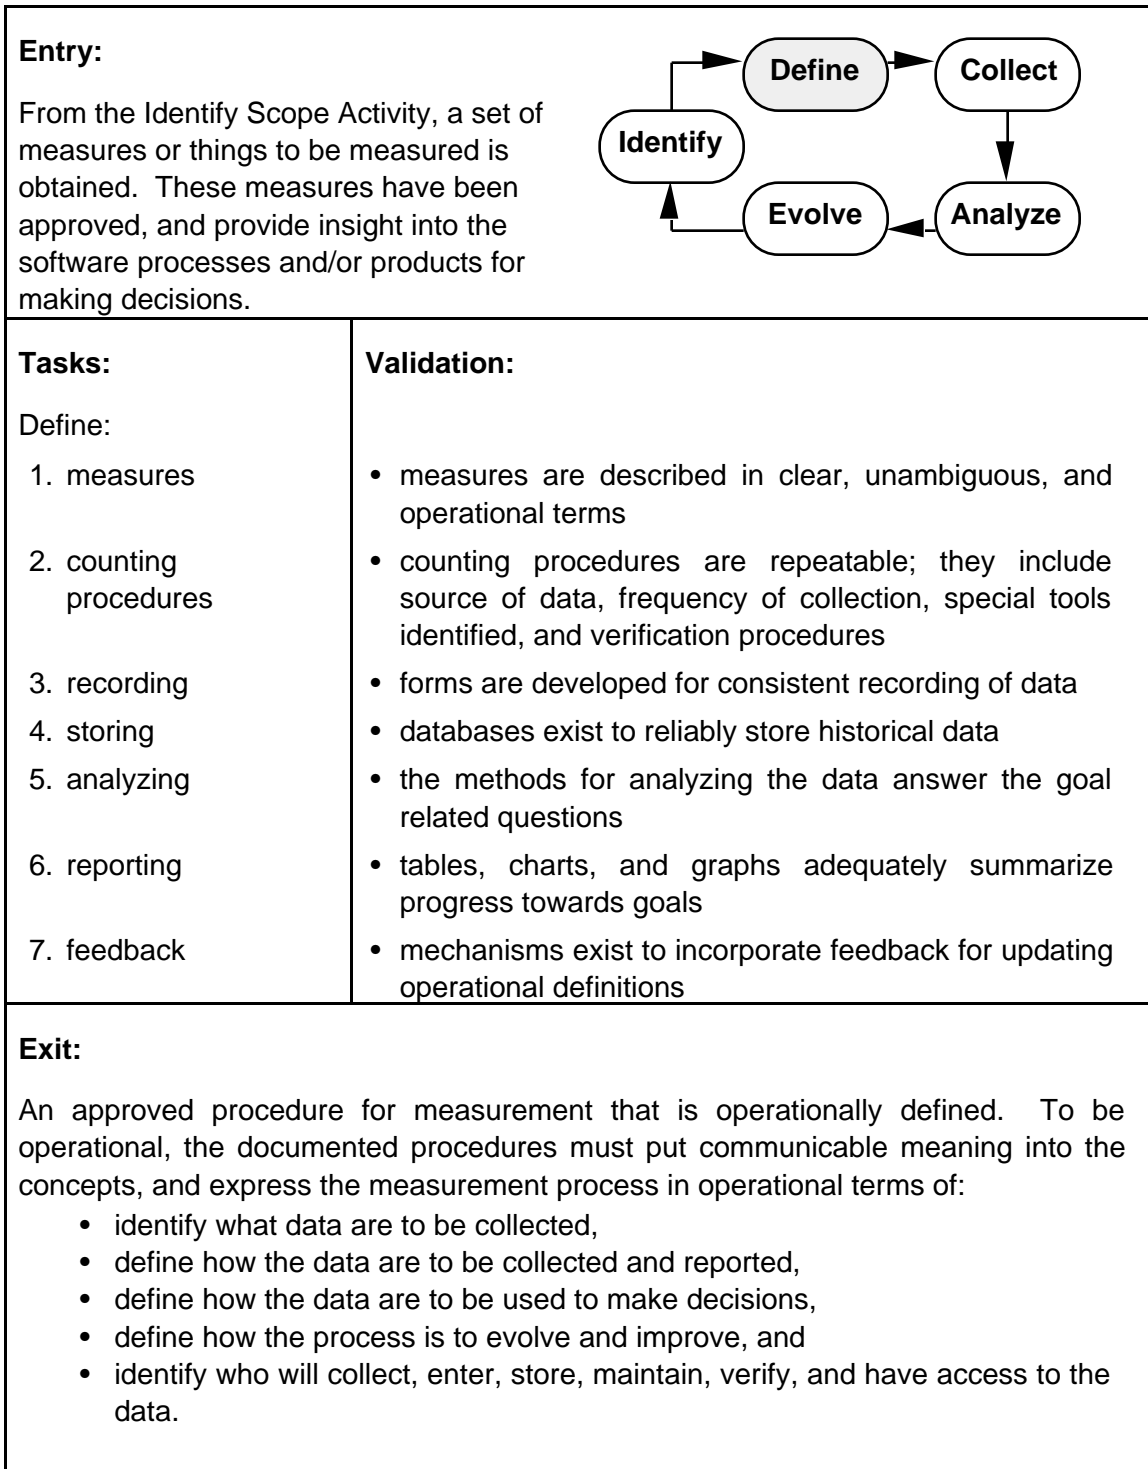 Entry:
From the Identify Scope Activity, a set of
measures or things to be measured is
obtained. These measures have been
approved, and provide insight into the
software processes and/or products for
making decisions.
Define
Collect
Identify
Evolve
Analyze
Tasks:
Validation:
Define:
1. measures
• measures are described in clear, unambiguous, and
operational terms
2. counting
procedures
• counting procedures are repeatable; they include
source of data, frequency of collection, special tools
identified, and verification procedures
3. recording
• forms are developed for consistent recording of data
4. storing
• databases exist to reliably store historical data
5. analyzing
• the methods for analyzing the data answer the goal
related questions
6. reporting
• tables, charts, and graphs adequately summarize
progress towards goals
7. feedback
• mechanisms exist to incorporate feedback for updating
operational definitions
Exit:
An approved procedure for measurement that is operationally defined. To be
operational, the documented procedures must put communicable meaning into the
concepts, and express the measurement process in operational terms of:
• identify what data are to be collected,
• define how the data are to be collected and reported,
• define how the data are to be used to make decisions,
• define how the process is to evolve and improve, and
• identify who will collect, enter, store, maintain, verify, and have access to the
data.